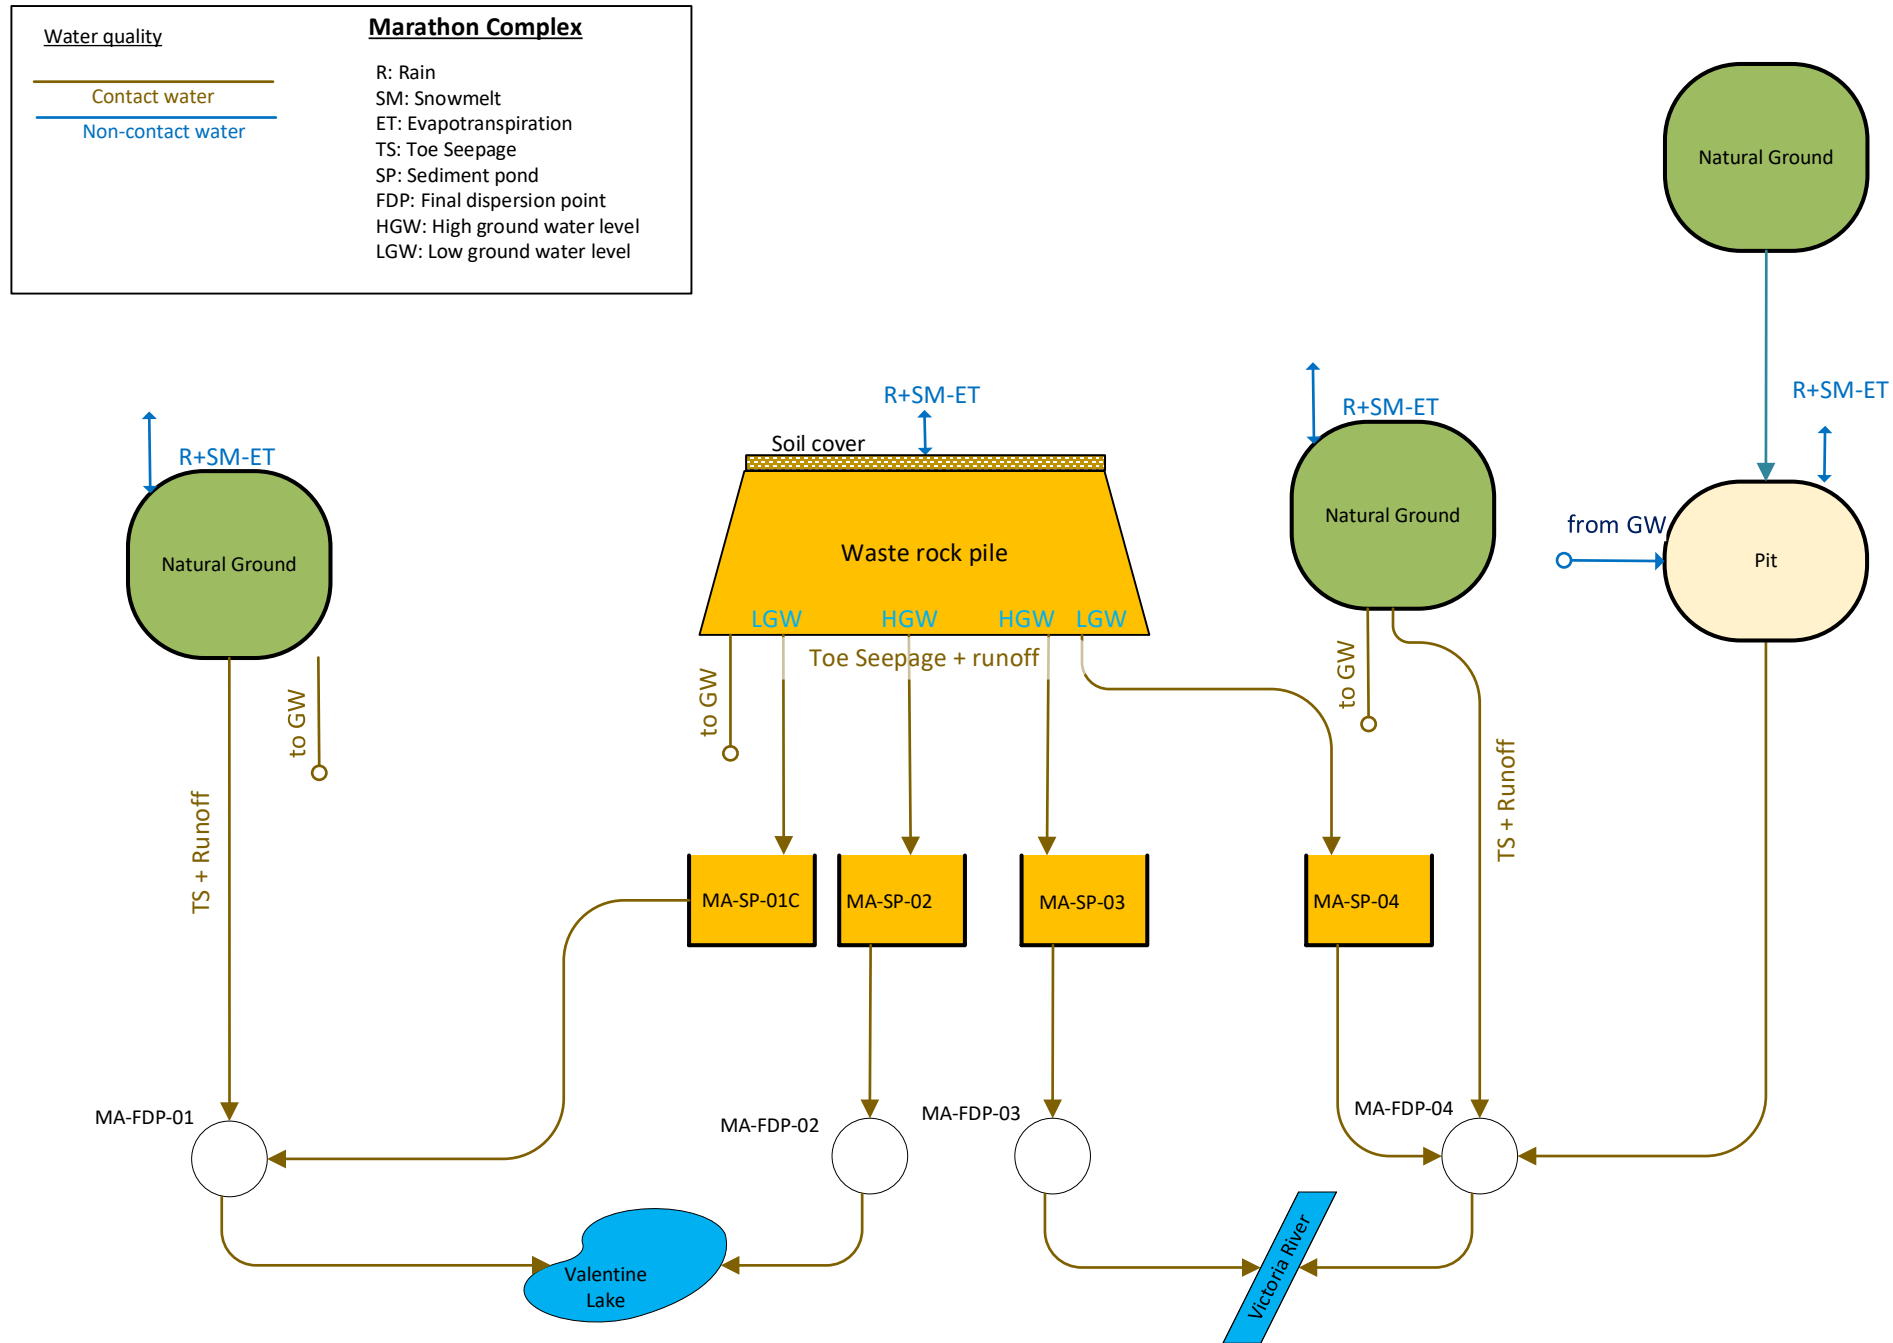 Water quality
Contact water
Non-contact water
Marathon Complex
R: Rain
SM: Snowmelt
ET: Evapotranspiration
TS: Toe Seepage
SP: Sediment pond
FDP: Final dispersion point
HGW: High ground water level
LGW: Low ground water level
Natural Ground
R+SM-ET
R+SM-ET
R+SM-ET
R+SM-ET
Soil cover
Natural Ground
Waste rock pile
Natural Ground
from GW
Pit
LGW
HGW
HGW
LGW
Toe Seepage + runoff
to GW
to GW
to GW
TS + Runoff
TS + Runoff
MA-SP-01C
MA-SP-02
MA-SP-03
MA-SP-04
MA-FDP-01
MA-FDP-02
MA-FDP-03
MA-FDP-04
Valentine
Lake
Victoria River